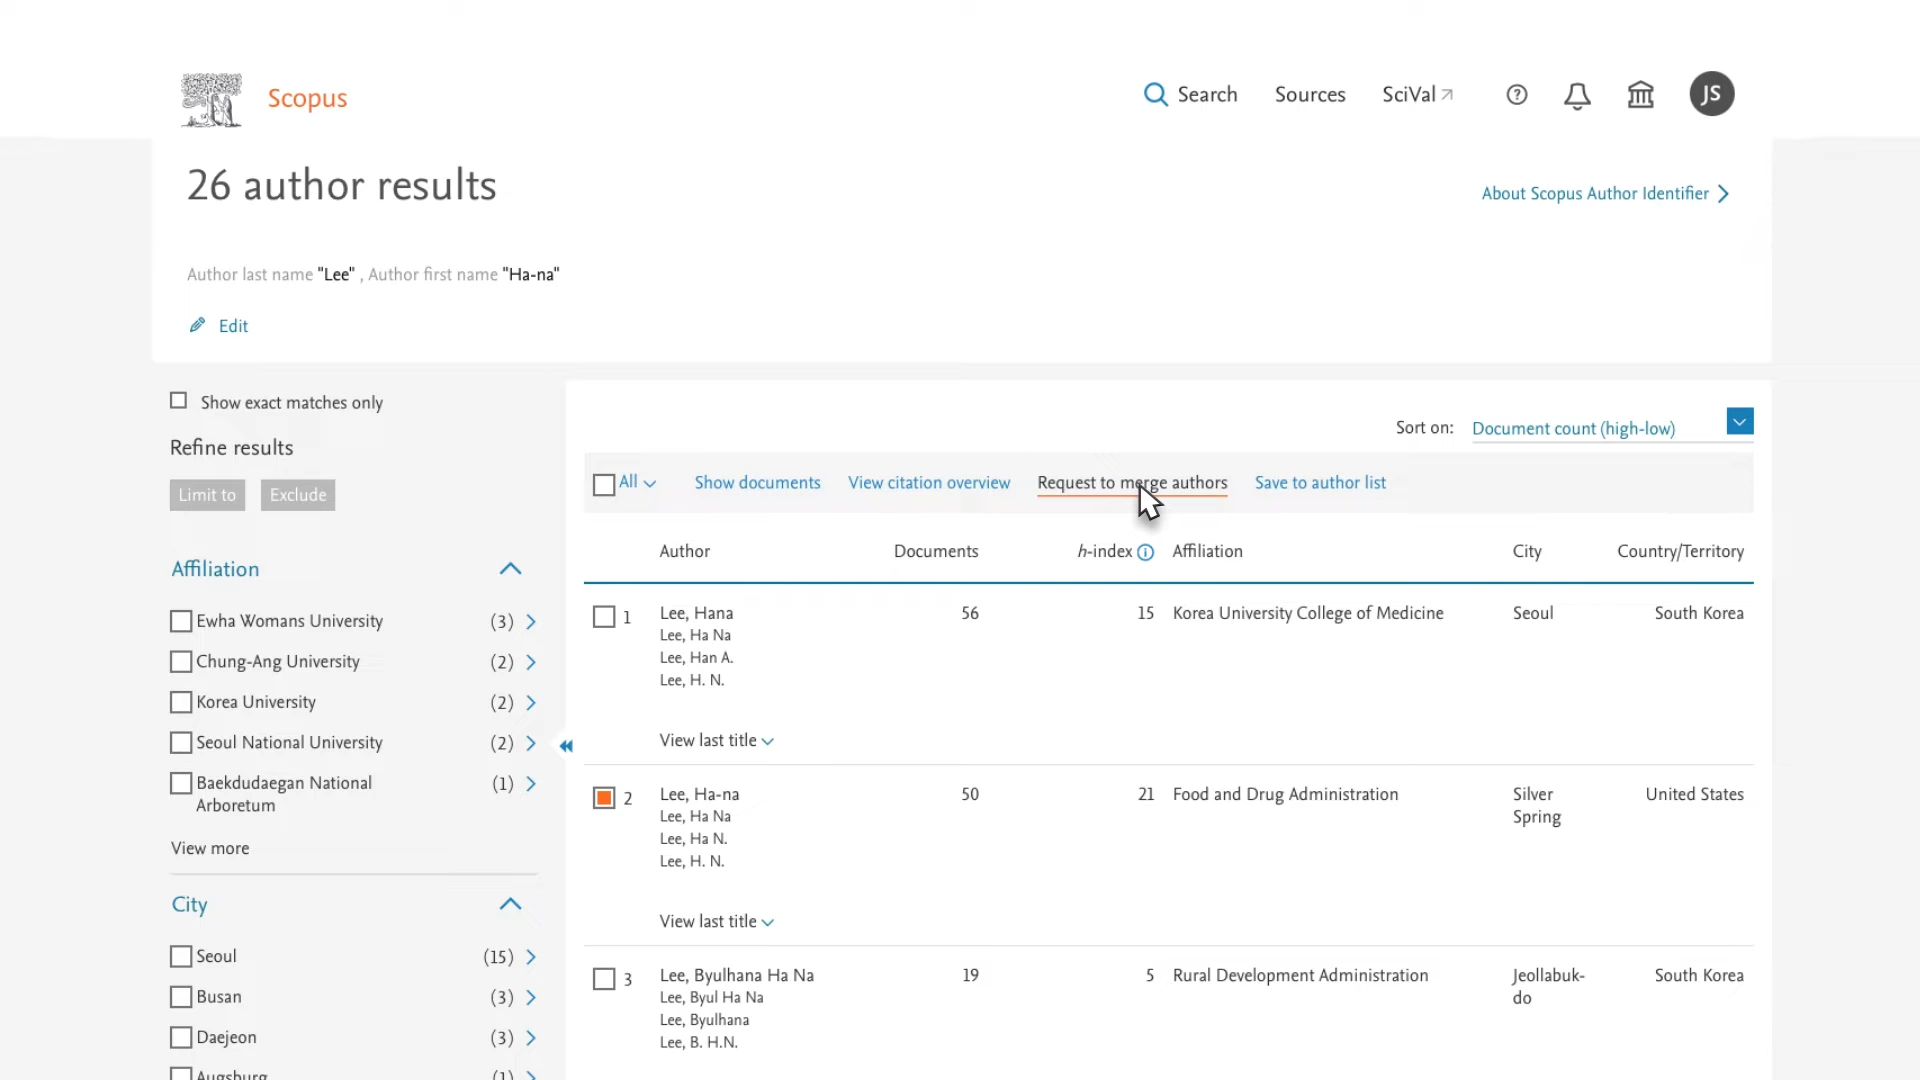 Scopus
Search
Sources
SciVal
JS
26 author results
About Scopus Author Identifier
Author last name "Lee" , Author first name "Ha-na"
Edit
Show exact matches only
Refine results
Limit to
Exclude
Affiliation
Ewha Womans University (3)
Chung-Ang University (2)
Korea University (2)
Seoul National University (2)
Baekdudaegan National (1)
Arboretum
View more
City
Seoul (15)
Busan (3)
Daejeon (3)
Augsburg (1)
Sort on: Document count (high-low)
All
Show documents
View citation overview
Request to merge authors
Save to author list
Author Documents h-index Affiliation City Country/Territory
1 Lee, Hana 56 15 Korea University College of Medicine Seoul South Korea
Lee, Ha Na
Lee, Han A.
Lee, H. N.
View last title
2 Lee, Ha-na 50 21 Food and Drug Administration Silver United States
Lee, Ha Na Spring
Lee, Ha N.
Lee, H. N.
View last title
3 Lee, Byulhana Ha Na 19 5 Rural Development Administration Jeollabuk- South Korea
Lee, Byul Ha Na do
Lee, Byulhana
Lee, B. H.N.